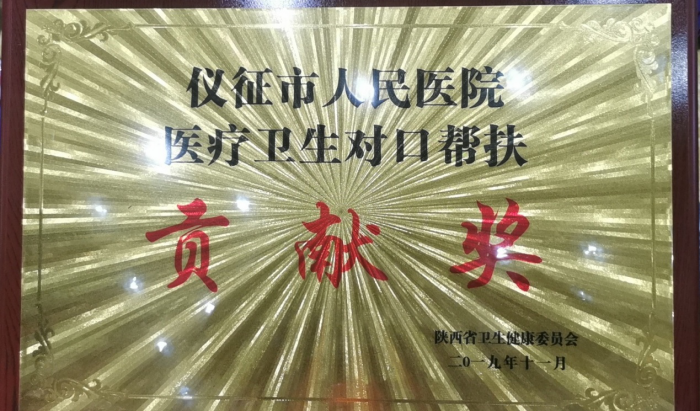 仪征市人民医院
医疗卫生对口帮扶
贡献奖
陕西省卫生健康委员会
二〇一九年十一月